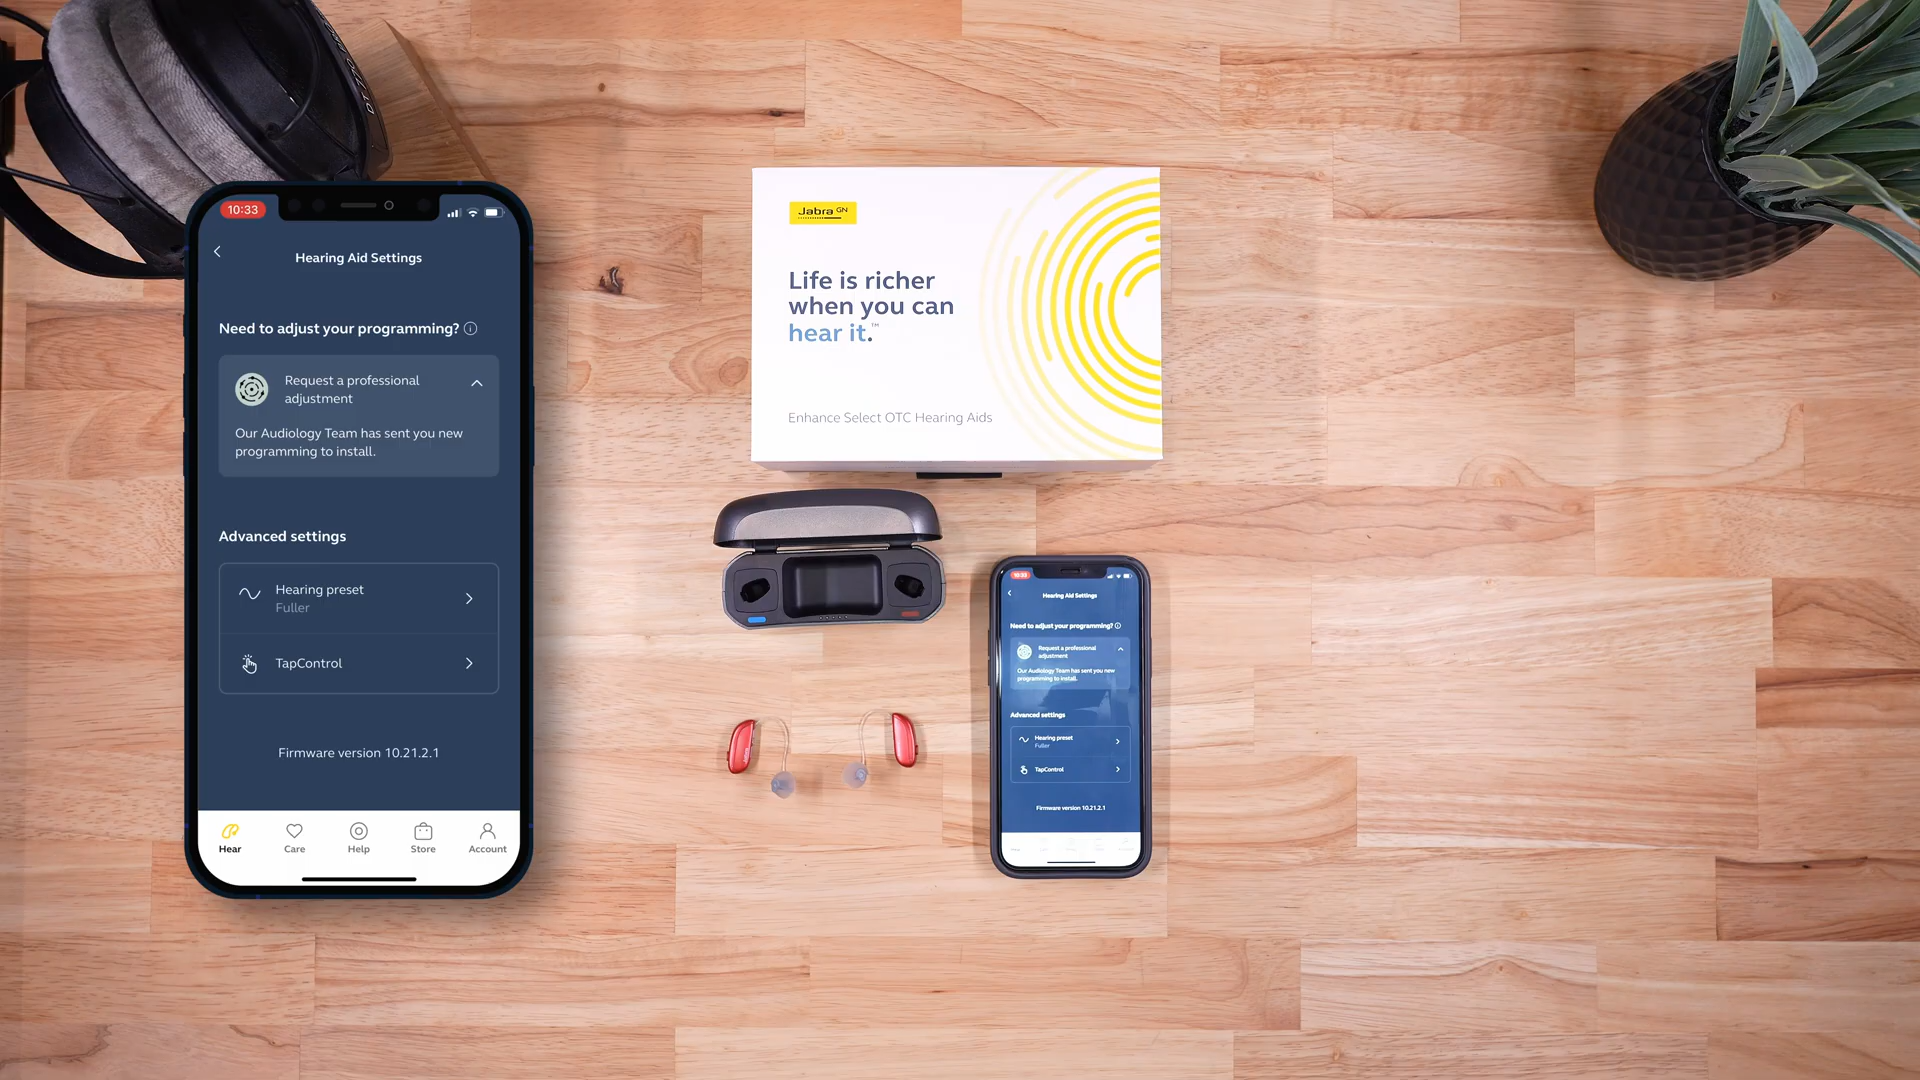 10:33
Hearing Aid Settings
Need to adjust your programming?
Request a professional
adjustment
Our Audiology Team has sent you new
programming to install.
Advanced settings
Hearing preset
Fuller
TapControl
Firmware version 10.21.2.1
Hear
Care
Help
Store
Account
Jabra GN
Life is richer
when you can
hear it.™
Enhance Select OTC Hearing Aids
10:33
Hearing Aid Settings
Need to adjust your programming?
Request a professional
adjustment
Our Audiology Team has sent you new
programming to install.
Advanced settings
Hearing preset
Fuller
TapControl
Firmware version 10.21.2.1